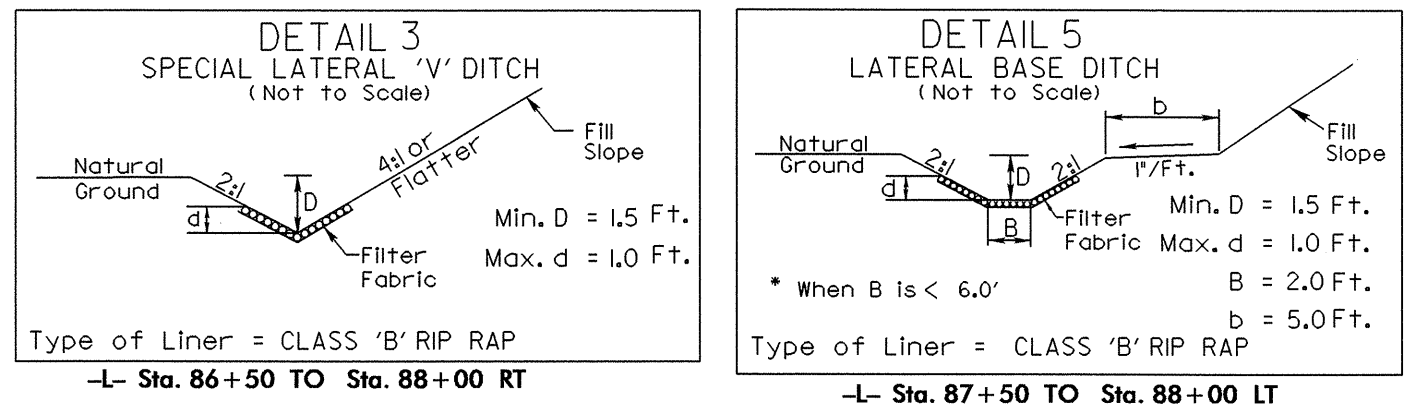 DETAIL 3
SPECIAL LATERAL 'V' DITCH
(Not to Scale)
Natural
Ground
2:1
d
D
4:1 or
Flatter
Fill
Slope
Filter
Fabric
Min. D = 1.5 Ft.
Max. d = 1.0 Ft.
Type of Liner = CLASS 'B' RIP RAP
-L- Sta. 86+50 TO Sta. 88+00 RT
DETAIL 5
LATERAL BASE DITCH
(Not to Scale)
Natural
Ground
2:1
d
D
2:1
b
1"/Ft.
Fill
Slope
B
Filter
Fabric
Min. D = 1.5 Ft.
Max. d = 1.0 Ft.
B = 2.0 Ft.
b = 5.0 Ft.
* When B is < 6.0'
Type of Liner = CLASS 'B' RIP RAP
-L- Sta. 87+50 TO Sta. 88+00 LT